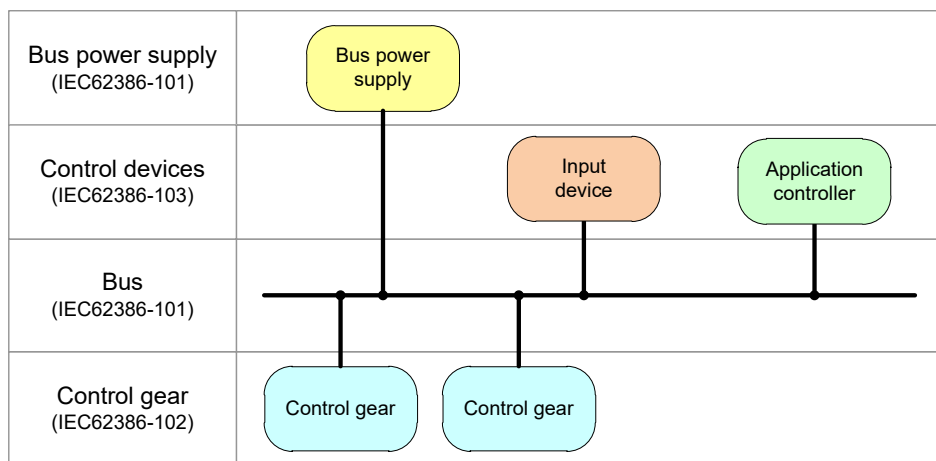 Bus power supply
(IEC62386-101)
Bus power
supply
Control devices
(IEC62386-103)
Input
device
Application
controller
Bus
(IEC62386-101)
Control gear
(IEC62386-102)
Control gear
Control gear